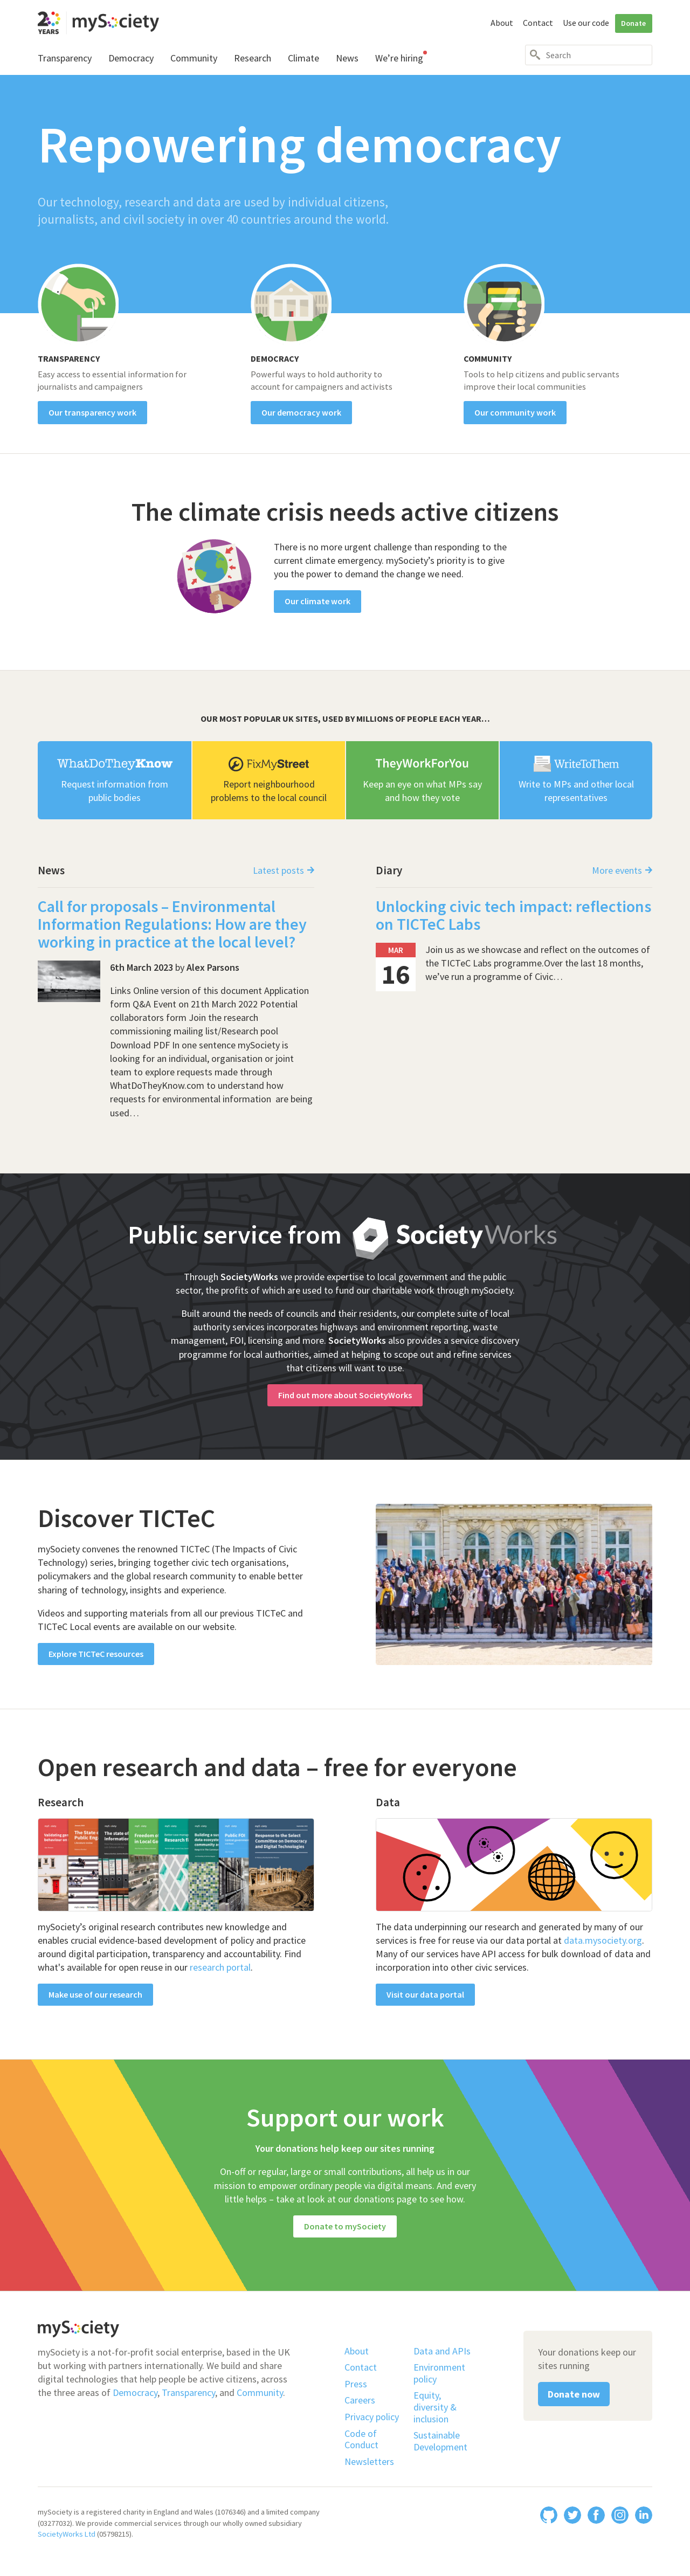 20 YEARS mySociety
About Contact Use our code Donate
Transparency Democracy Community Research Climate News We're hiring
Search
Repowering democracy
Our technology, research and data are used by individual citizens,
journalists, and civil society in over 40 countries around the world.
TRANSPARENCY
Easy access to essential information for
journalists and campaigners
Our transparency work
DEMOCRACY
Powerful ways to hold authority to
account for campaigners and activists
Our democracy work
COMMUNITY
Tools to help citizens and public servants
improve their local communities
Our community work
The climate crisis needs active citizens
There is no more urgent challenge than responding to the
current climate emergency. mySociety's priority is to give
you the power to demand the change we need.
Our climate work
OUR MOST POPULAR UK SITES, USED BY MILLIONS OF PEOPLE EACH YEAR…
WhatDoTheyKnow
Request information from
public bodies
FixMyStreet
Report neighbourhood
problems to the local council
TheyWorkForYou
Keep an eye on what MPs say
and how they vote
WriteToThem
Write to MPs and other local
representatives
News
Latest posts →
Call for proposals – Environmental
Information Regulations: How are they
working in practice at the local level?
6th March 2023 by Alex Parsons
Links Online version of this document Application
form Q&A Event on 21th March 2022 Potential
collaborators form Join the research
commissioning mailing list/Research pool
Download PDF In one sentence mySociety is
looking for an individual, organisation or joint
team to explore requests made through
WhatDoTheyKnow.com to understand how
requests for environmental information are being
used…
Diary
More events →
Unlocking civic tech impact: reflections
on TICTeC Labs
MAR
16
Join us as we showcase and reflect on the outcomes of
the TICTeC Labs programme.Over the last 18 months,
we've run a programme of Civic…
Public service from SocietyWorks
Through SocietyWorks we provide expertise to local government and the public
sector, the profits of which are used to fund our charitable work through mySociety.
Built around the needs of councils and their residents, our complete suite of local
authority services incorporates highways and environment reporting, waste
management, FOI, licensing and more. SocietyWorks also provides a service discovery
programme for local authorities, aimed at helping to scope out and refine services
that citizens will want to use.
Find out more about SocietyWorks
Discover TICTeC
mySociety convenes the renowned TICTeC (The Impacts of Civic
Technology) series, bringing together civic tech organisations,
policymakers and the global research community to enable better
sharing of technology, insights and experience.
Videos and supporting materials from all our previous TICTeC and
TICTeC Local events are available on our website.
Explore TICTeC resources
Open research and data – free for everyone
Research
Response to the Select
Committee on Democracy
and Digital Technologies
mySociety's original research contributes new knowledge and
enables crucial evidence-based development of policy and practice
around digital participation, transparency and accountability. Find
what's available for open reuse in our research portal.
Make use of our research
Data
The data underpinning our research and generated by many of our
services is free for reuse via our data portal at data.mysociety.org.
Many of our services have API access for bulk download of data and
incorporation into other civic services.
Visit our data portal
Support our work
Your donations help keep our sites running
On-off or regular, large or small contributions, all help us in our
mission to empower ordinary people via digital means. And every
little helps – take at look at our donations page to see how.
Donate to mySociety
mySociety
mySociety is a not-for-profit social enterprise, based in the UK
but working with partners internationally. We build and share
digital technologies that help people be active citizens, across
the three areas of Democracy, Transparency, and Community.
About
Contact
Press
Careers
Privacy policy
Code of
Conduct
Newsletters
Data and APIs
Environment
policy
Equity,
diversity &
inclusion
Sustainable
Development
Your donations keep our
sites running
Donate now
mySociety is a registered charity in England and Wales (1076346) and a limited company
(03277032). We provide commercial services through our wholly owned subsidiary
SocietyWorks Ltd (05798215).